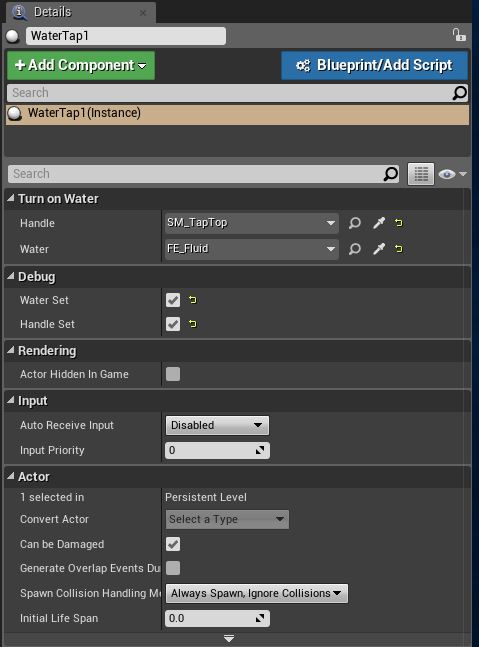 Details
WaterTap1
+ Add Component
Blueprint/Add Script
Search
WaterTap1(Instance)
Search
Turn on Water
Handle SM_TapTop
Water FE_Fluid
Debug
Water Set
Handle Set
Rendering
Actor Hidden In Game
Input
Auto Receive Input Disabled
Input Priority 0
Actor
1 selected in Persistent Level
Convert Actor Select a Type
Can be Damaged
Generate Overlap Events Du
Spawn Collision Handling Me Always Spawn, Ignore Collisions
Initial Life Span 0.0